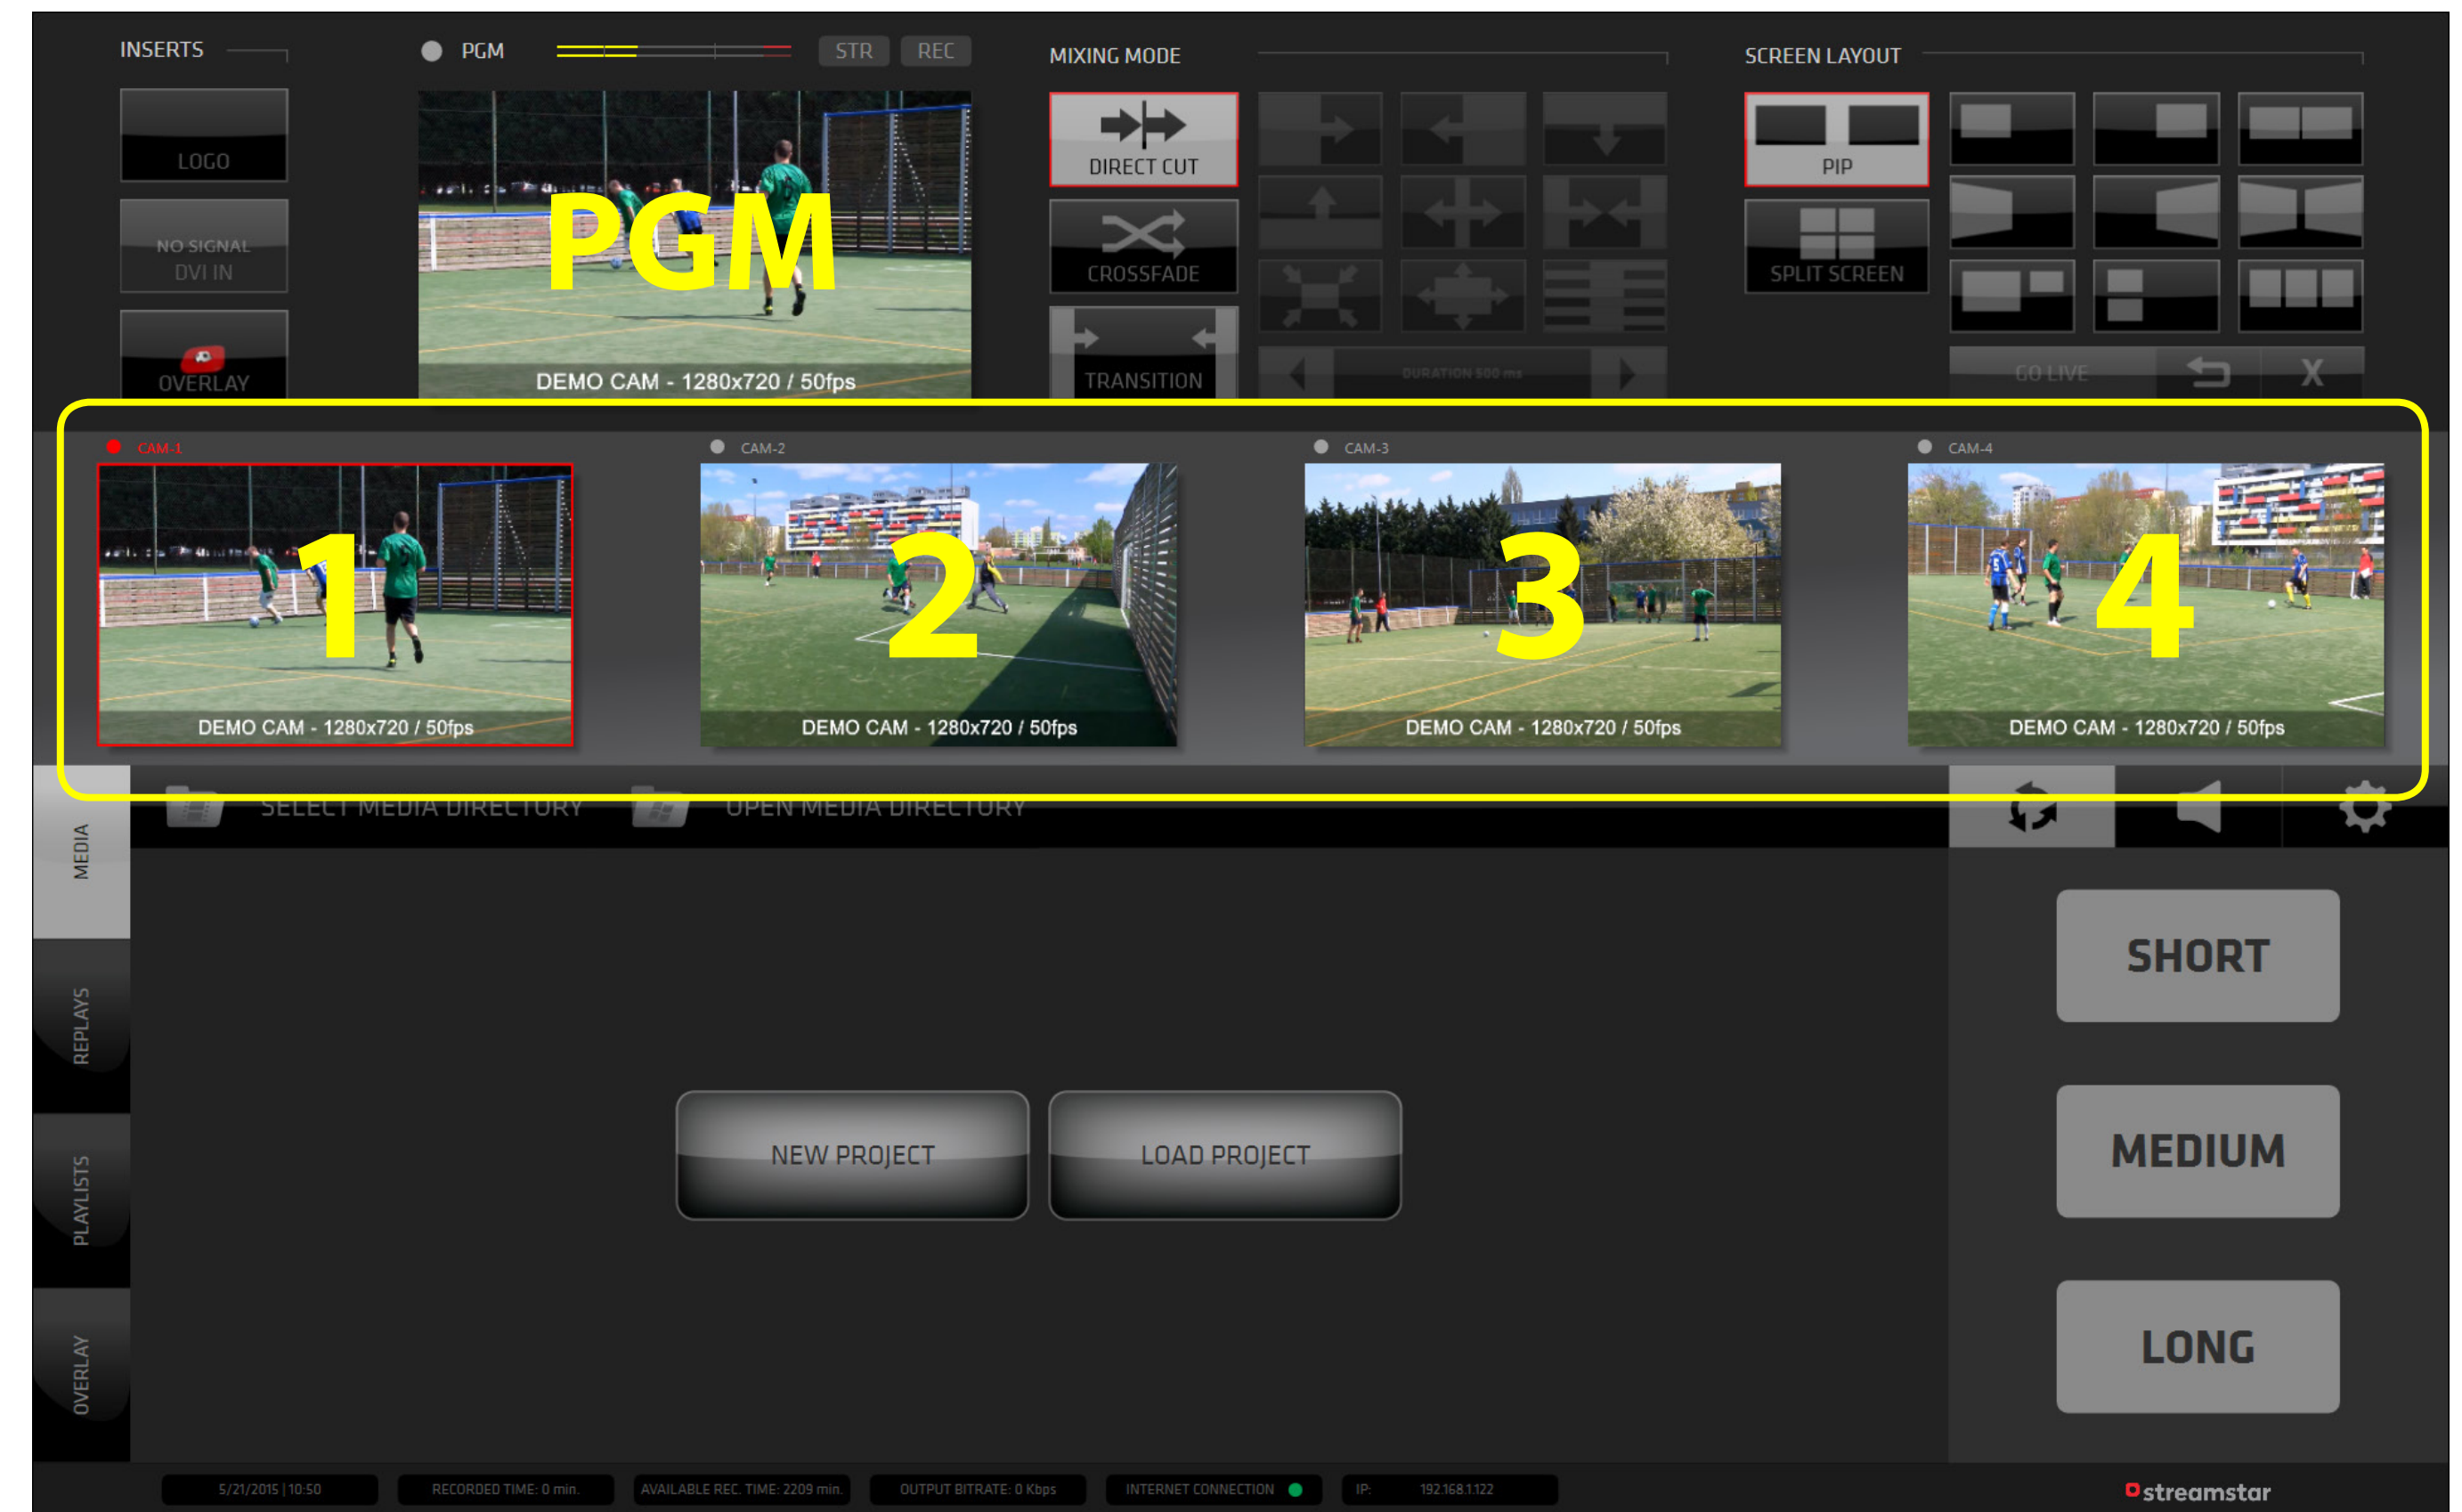 INSERTS
PGM
STR
REC
MIXING MODE
SCREEN LAYOUT
LOGO
NO SIGNAL
DVI IN
OVERLAY
PGM
DEMO CAM - 1280x720 / 50fps
DIRECT CUT
CROSSFADE
TRANSITION
DURATION 500 ms
PIP
SPLIT SCREEN
GO LIVE
X
CAM-1
CAM-2
CAM-3
CAM-4
1
2
3
4
DEMO CAM - 1280x720 / 50fps
DEMO CAM - 1280x720 / 50fps
DEMO CAM - 1280x720 / 50fps
DEMO CAM - 1280x720 / 50fps
SELECT MEDIA DIRECTORY
OPEN MEDIA DIRECTORY
MEDIA
REPLAYS
PLAYLISTS
OVERLAY
NEW PROJECT
LOAD PROJECT
SHORT
MEDIUM
LONG
5/21/2015 | 10:50
RECORDED TIME: 0 min.
AVAILABLE REC. TIME: 2209 min.
OUTPUT BITRATE: 0 Kbps
INTERNET CONNECTION
IP: 192.168.1.122
streamstar